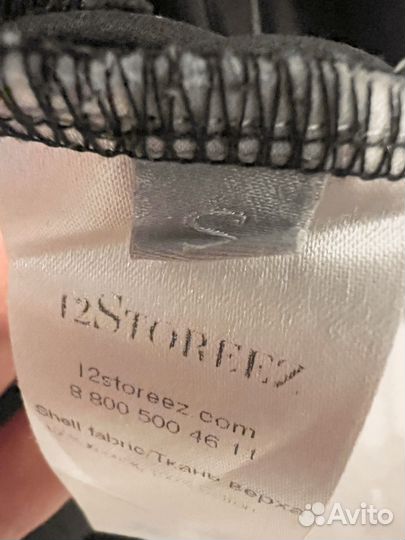 S
12STOREEZ
12storeez.com
8 800 500 46 11
Shell fabric/Ткань верха
Avito